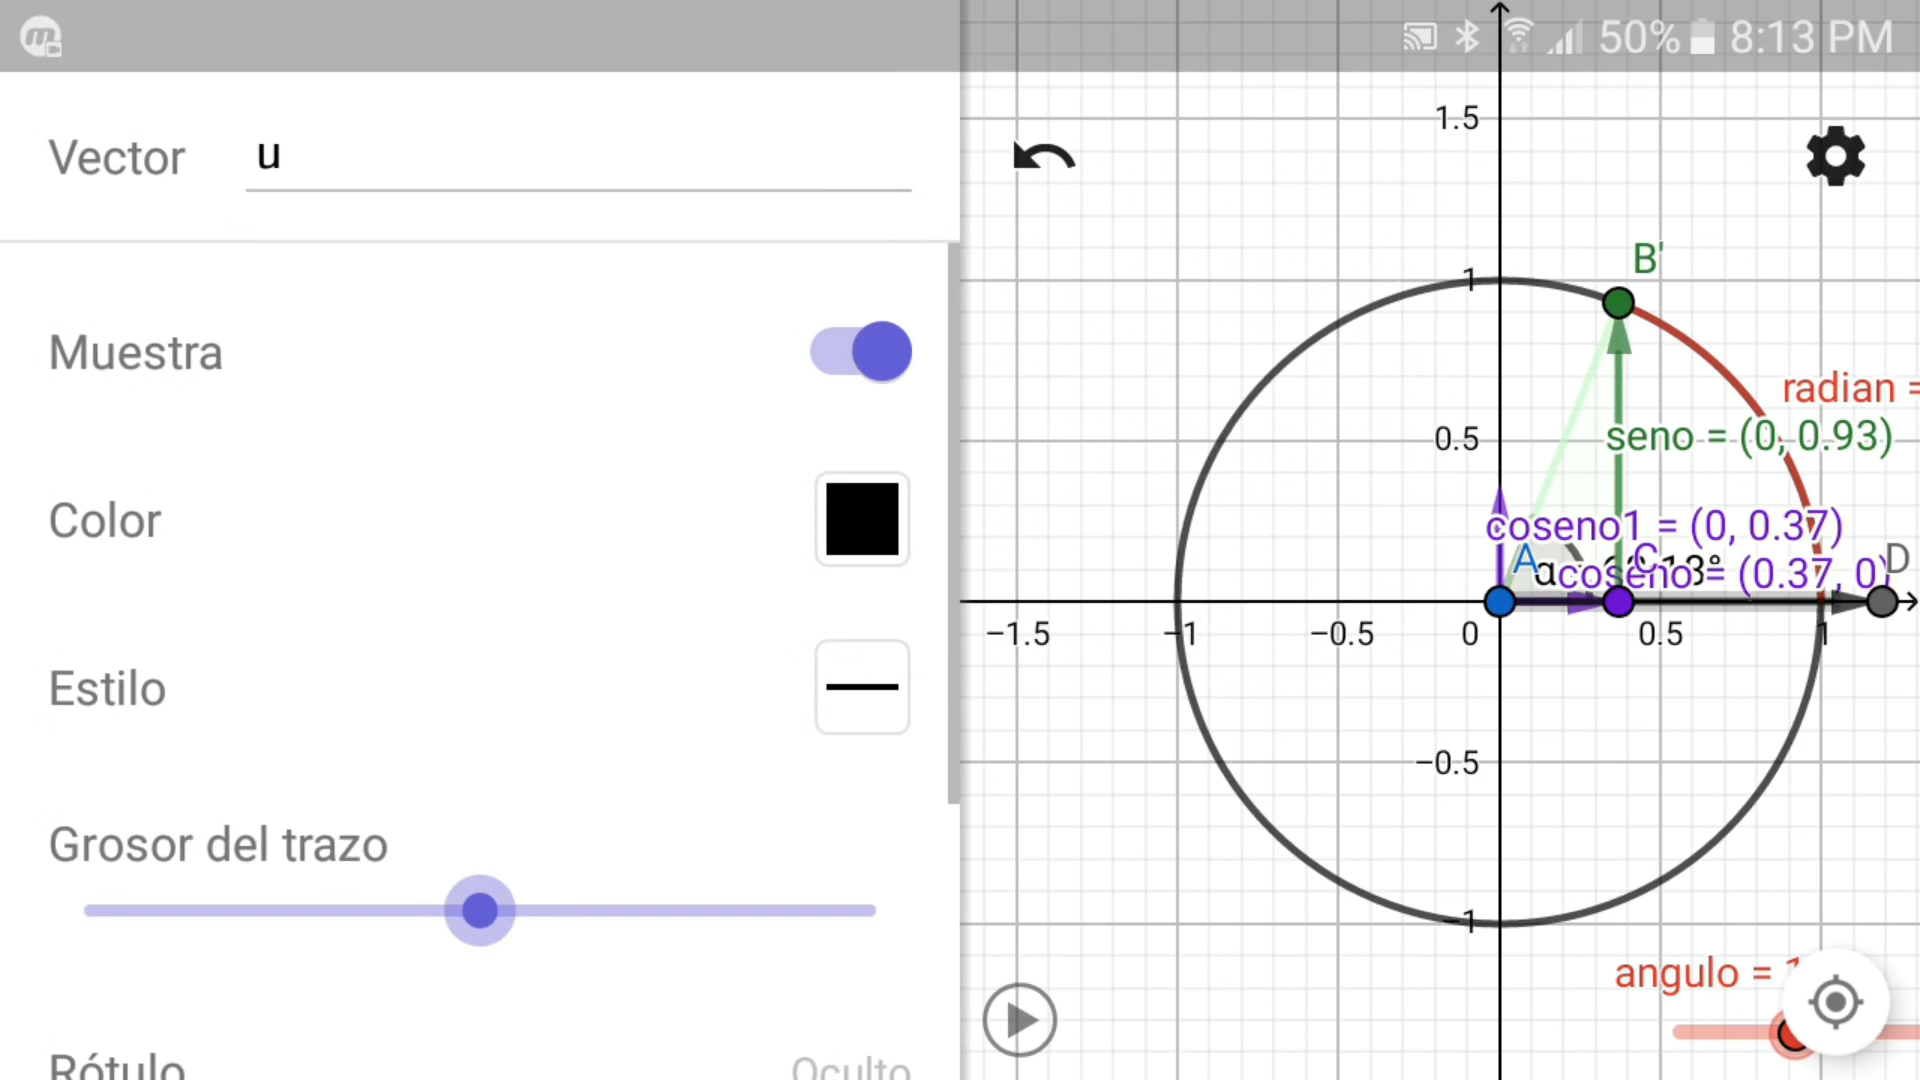 50% 8:13 PM
Vector u
Muestra
Color
Estilo
Grosor del trazo
Rótulo Oculto
1.5
B'
1
radian =
0.5
seno = (0, 0.93)
coseno1 = (0, 0.37)
A
C
D
coseno = (0.37, 0)
−1.5 −1 −0.5 0 0.5 1
−0.5
−1
angulo =